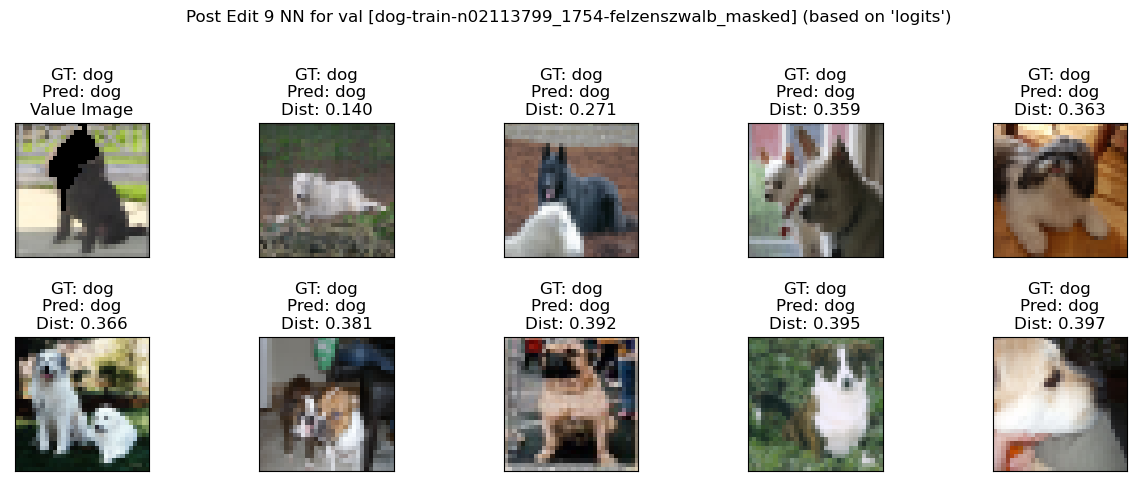 Post Edit 9 NN for val [dog-train-n02113799_1754-felzenszwalb_masked] (based on 'logits')
GT: dog
Pred: dog
Value Image
GT: dog
Pred: dog
Dist: 0.140
GT: dog
Pred: dog
Dist: 0.271
GT: dog
Pred: dog
Dist: 0.359
GT: dog
Pred: dog
Dist: 0.363
GT: dog
Pred: dog
Dist: 0.366
GT: dog
Pred: dog
Dist: 0.381
GT: dog
Pred: dog
Dist: 0.392
GT: dog
Pred: dog
Dist: 0.395
GT: dog
Pred: dog
Dist: 0.397